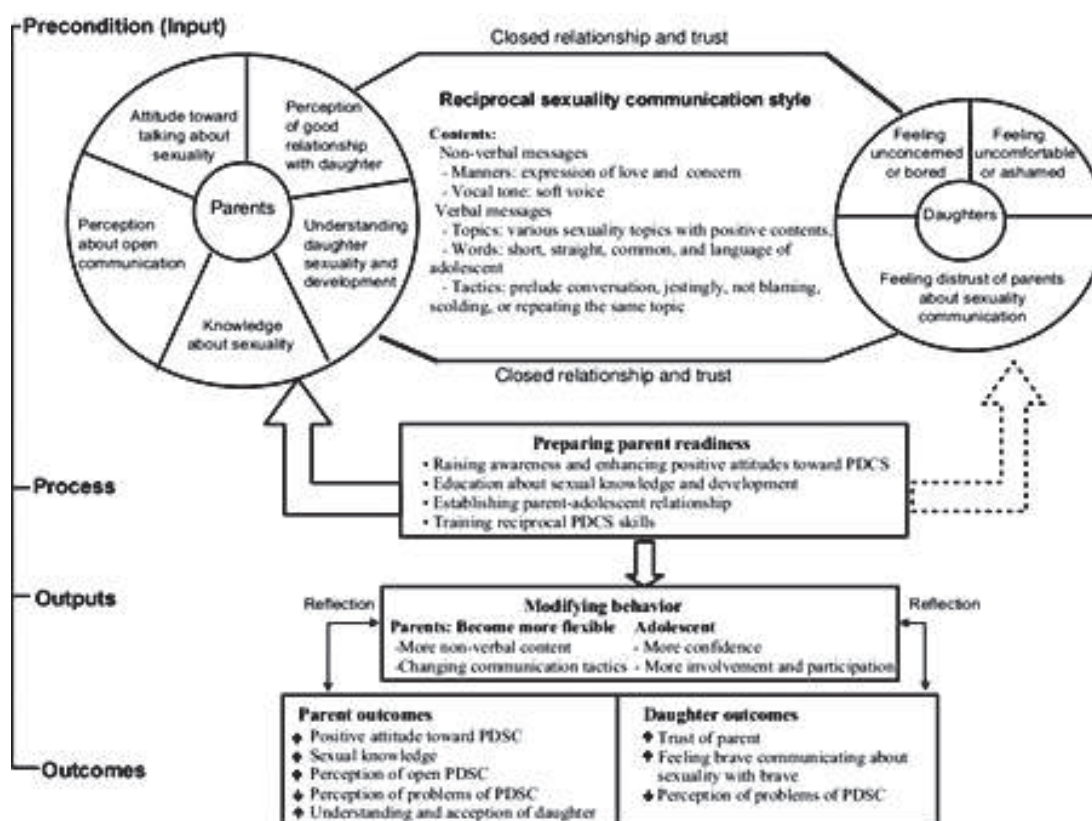 Precondition (Input)
Closed relationship and trust
Attitude toward
talking about
sexuality
Perception
of good
relationship
with daughter
Parents
Perception
about open
communication
Understanding
daughter
sexuality and
development
Knowledge
about sexuality
Reciprocal sexuality communication style
Contents:
Non-verbal messages
- Manners: expression of love and concern
- Vocal tone: soft voice
Verbal messages
- Topics: various sexuality topics with positive contents,
- Words: short, straight, common, and language of
adolescent
- Tactics: prelude conversation, jestingly, not blaming,
scolding, or repeating the same topic
Feeling
unconcerned
or bored
Feeling
uncomfortable
or ashamed
Daughters
Feeling distrust of parents
about sexuality
communication
Closed relationship and trust
Process
Preparing parent readiness
• Raising awareness and enhancing positive attitudes toward PDCS
• Education about sexual knowledge and development
• Establishing parent-adolescent relationship
• Training reciprocal PDCS skills
Outputs
Reflection
Modifying behavior
Parents: Become more flexible
-More non-verbal content
-Changing communication tactics
Adolescent
- More confidence
- More involvement and participation
Reflection
Outcomes
Parent outcomes
↑ Positive attitude toward PDSC
↑ Sexual knowledge
↑ Perception of open PDSC
↓ Perception of problems of PDSC
↑ Understanding and acception of daughter
Daughter outcomes
↑ Trust of parent
↑ Feeling brave communicating about
sexuality with brave
↓ Perception of problems of PDSC